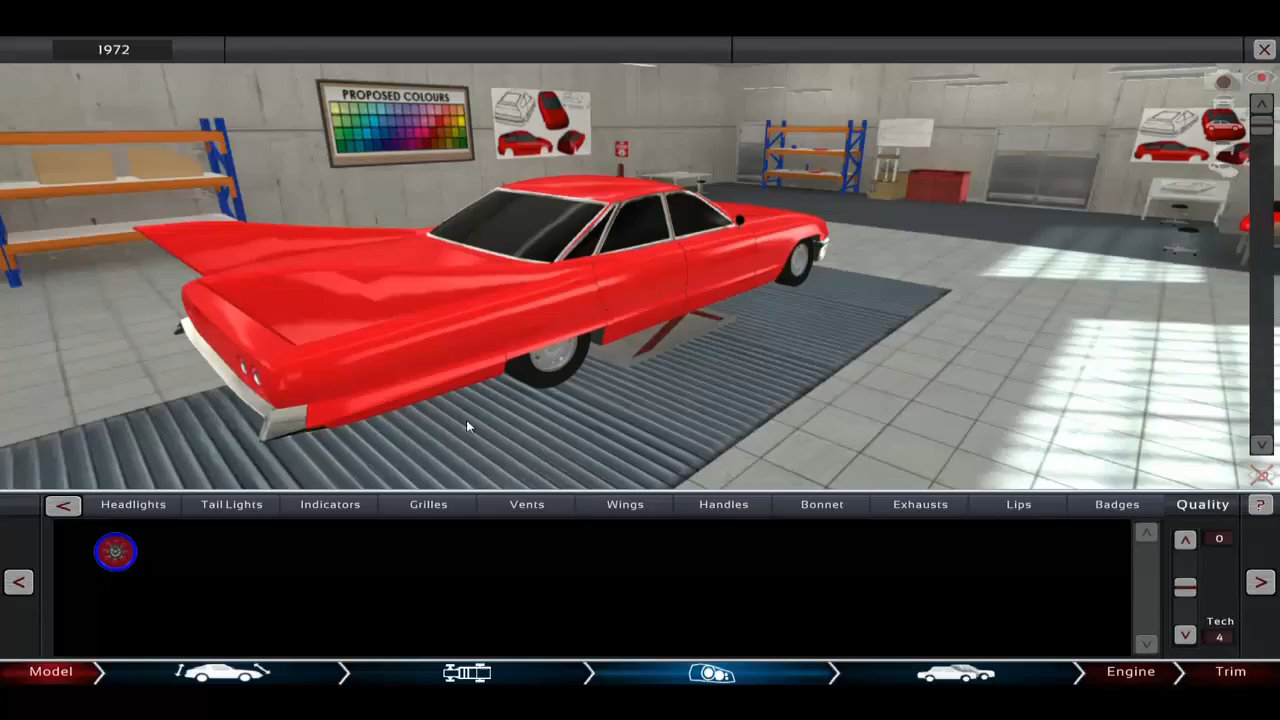 1972
PROPOSED COLOURS
< Headlights Tail Lights Indicators Grilles Vents Wings Handles Bonnet Exhausts Lips Badges Quality ?
0
< >
Tech
4
Model Engine Trim